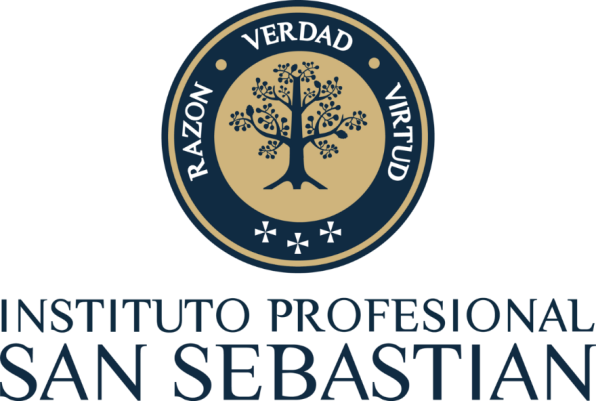 RAZON • VERDAD • VIRTUD
INSTITUTO PROFESIONAL
SAN SEBASTIAN